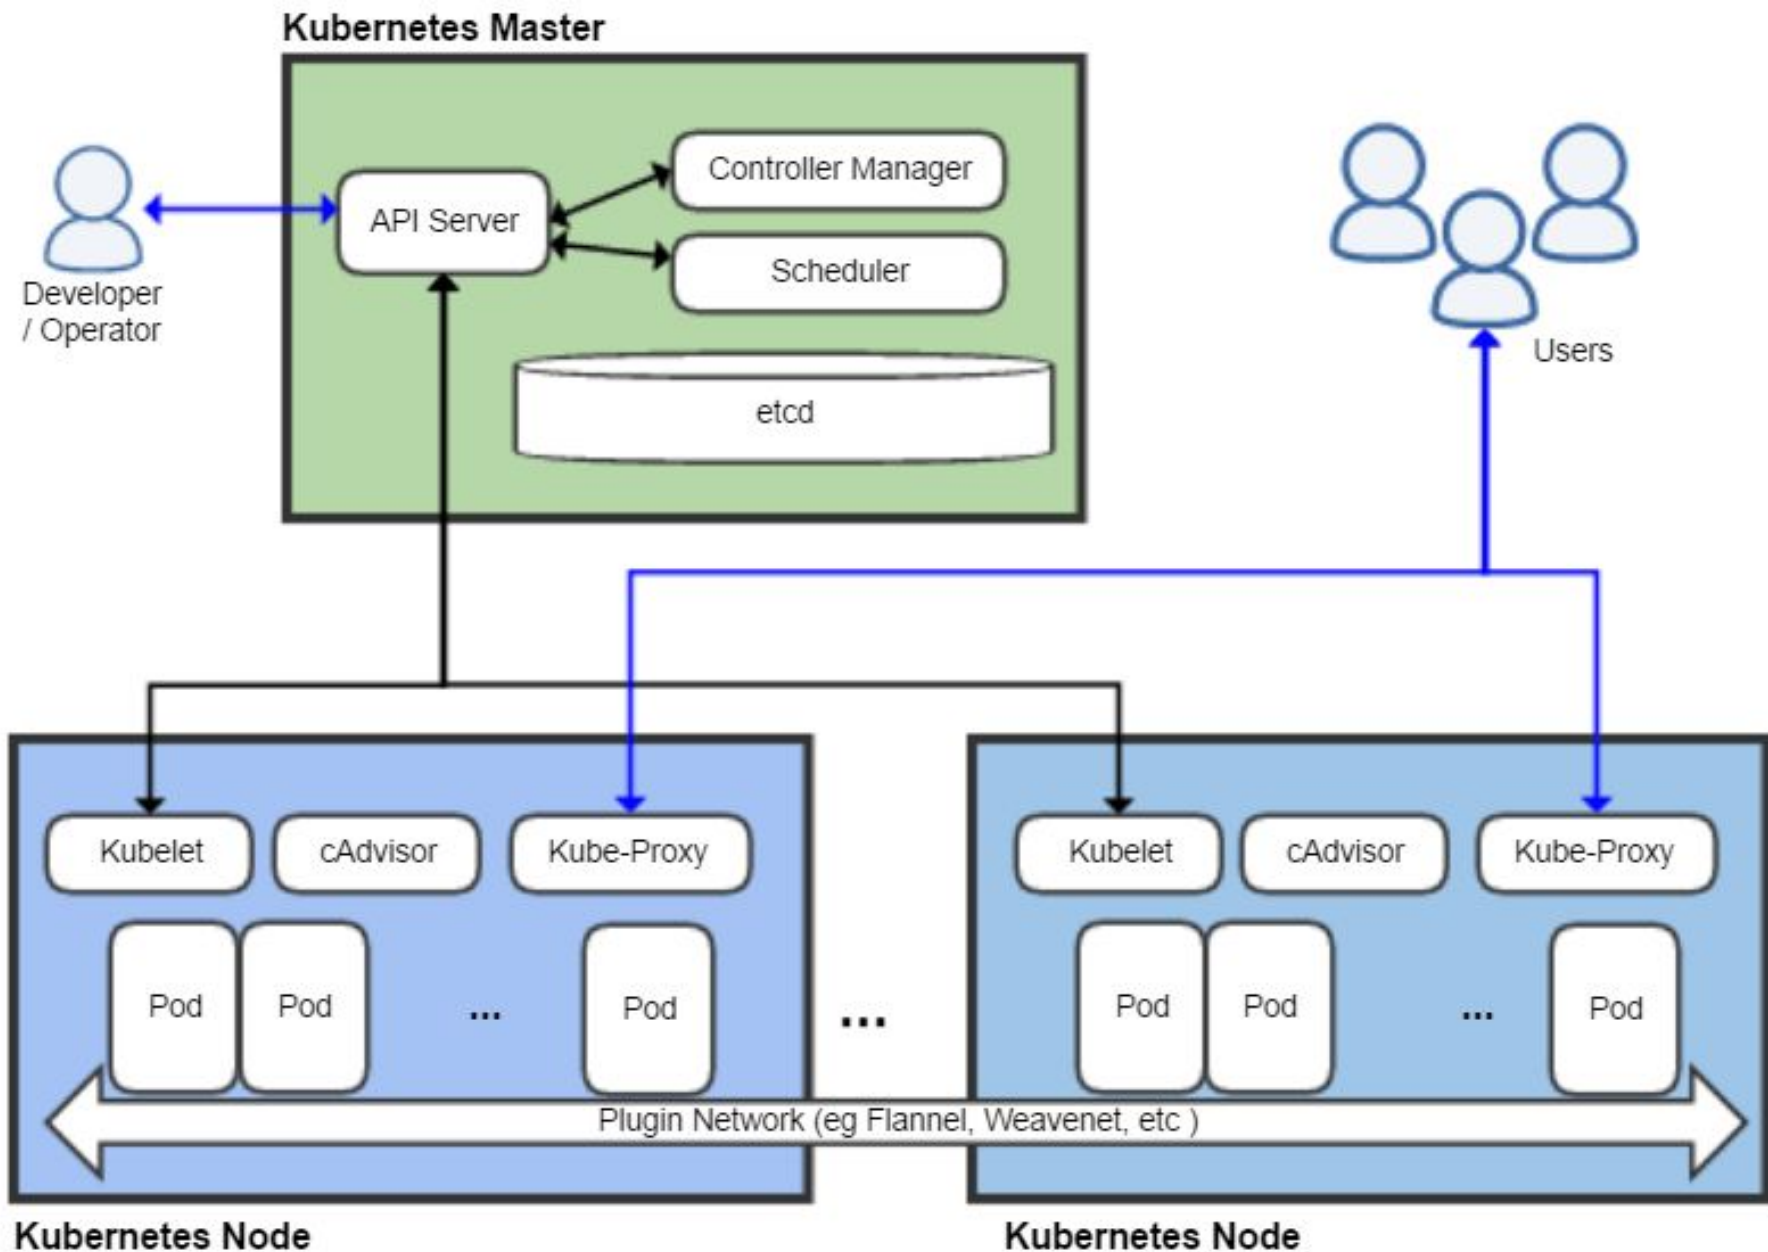 Kubernetes Master
Controller Manager
API Server
Scheduler
Developer
/ Operator
Users
etcd
Kubelet
cAdvisor
Kube-Proxy
Kubelet
cAdvisor
Kube-Proxy
Pod
Pod
...
Pod
...
Pod
Pod
...
Pod
Plugin Network (eg Flannel, Weavenet, etc )
Kubernetes Node
Kubernetes Node